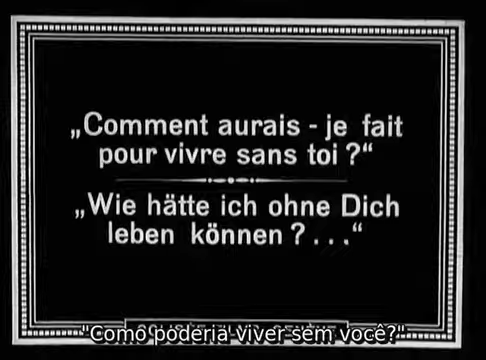 „Comment aurais - je fait
pour vivre sans toi ?“
„Wie hätte ich ohne Dich
leben können ? . . .“
"Como poderia viver sem você?"